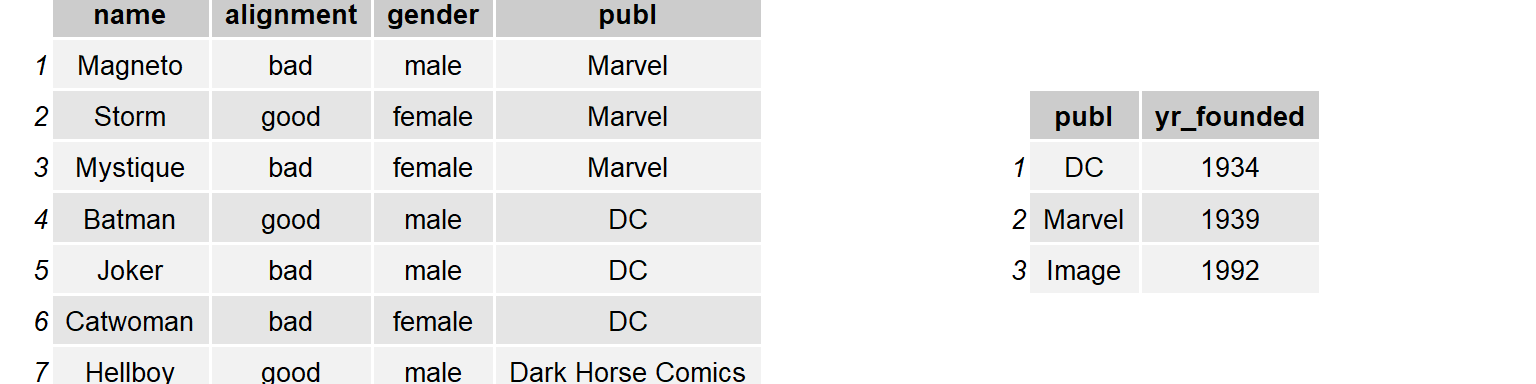 name alignment gender publ
1 Magneto bad male Marvel
2 Storm good female Marvel
3 Mystique bad female Marvel
4 Batman good male DC
5 Joker bad male DC
6 Catwoman bad female DC
7 Hellboy good male Dark Horse Comics
publ yr_founded
1 DC 1934
2 Marvel 1939
3 Image 1992